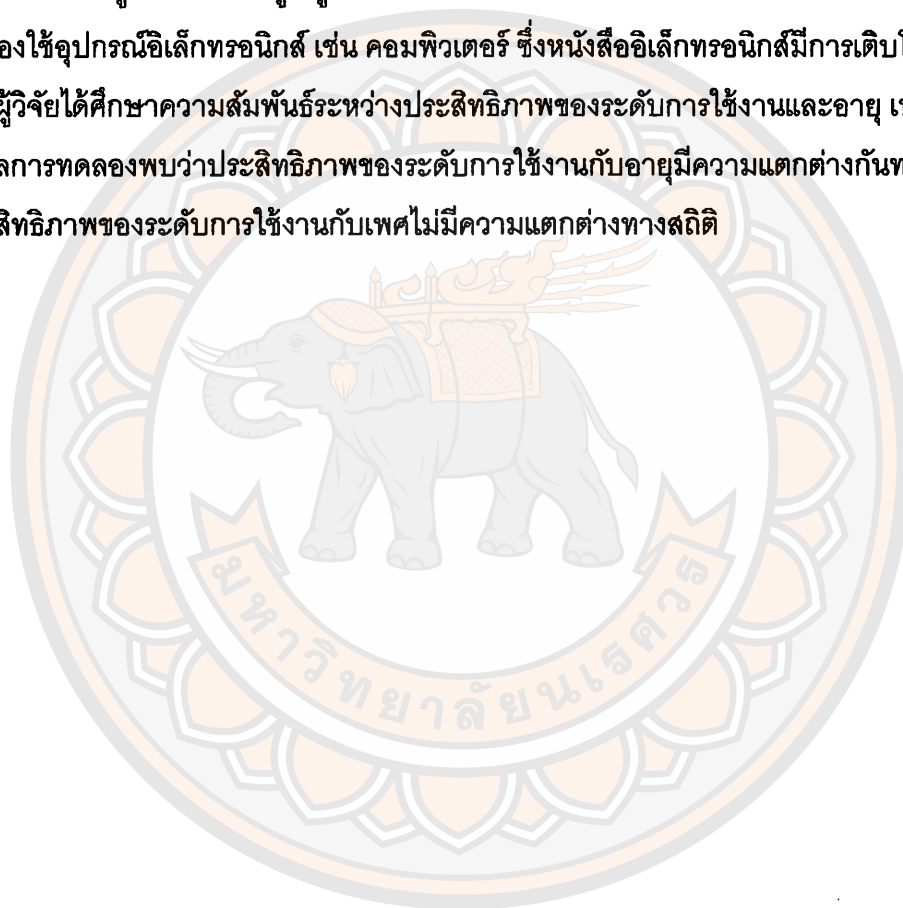 องใช้อุปกรณ์อิเล็กทรอนิกส์ เช่น คอมพิวเตอร์ ซึ่งหนังสืออิเล็กทรอนิกส์มีการเติบ
ผู้วิจัยได้ศึกษาความสัมพันธ์ระหว่างประสิทธิภาพของระดับการใช้งานและอายุ
ลการทดลองพบว่าประสิทธิภาพของระดับการใช้งานกับอายุมีความแตกต่างกันท
สิทธิภาพของระดับการใช้งานกับเพศไม่มีความแตกต่างทางสถิติ
มหาวิทยาลัยนเรศวร